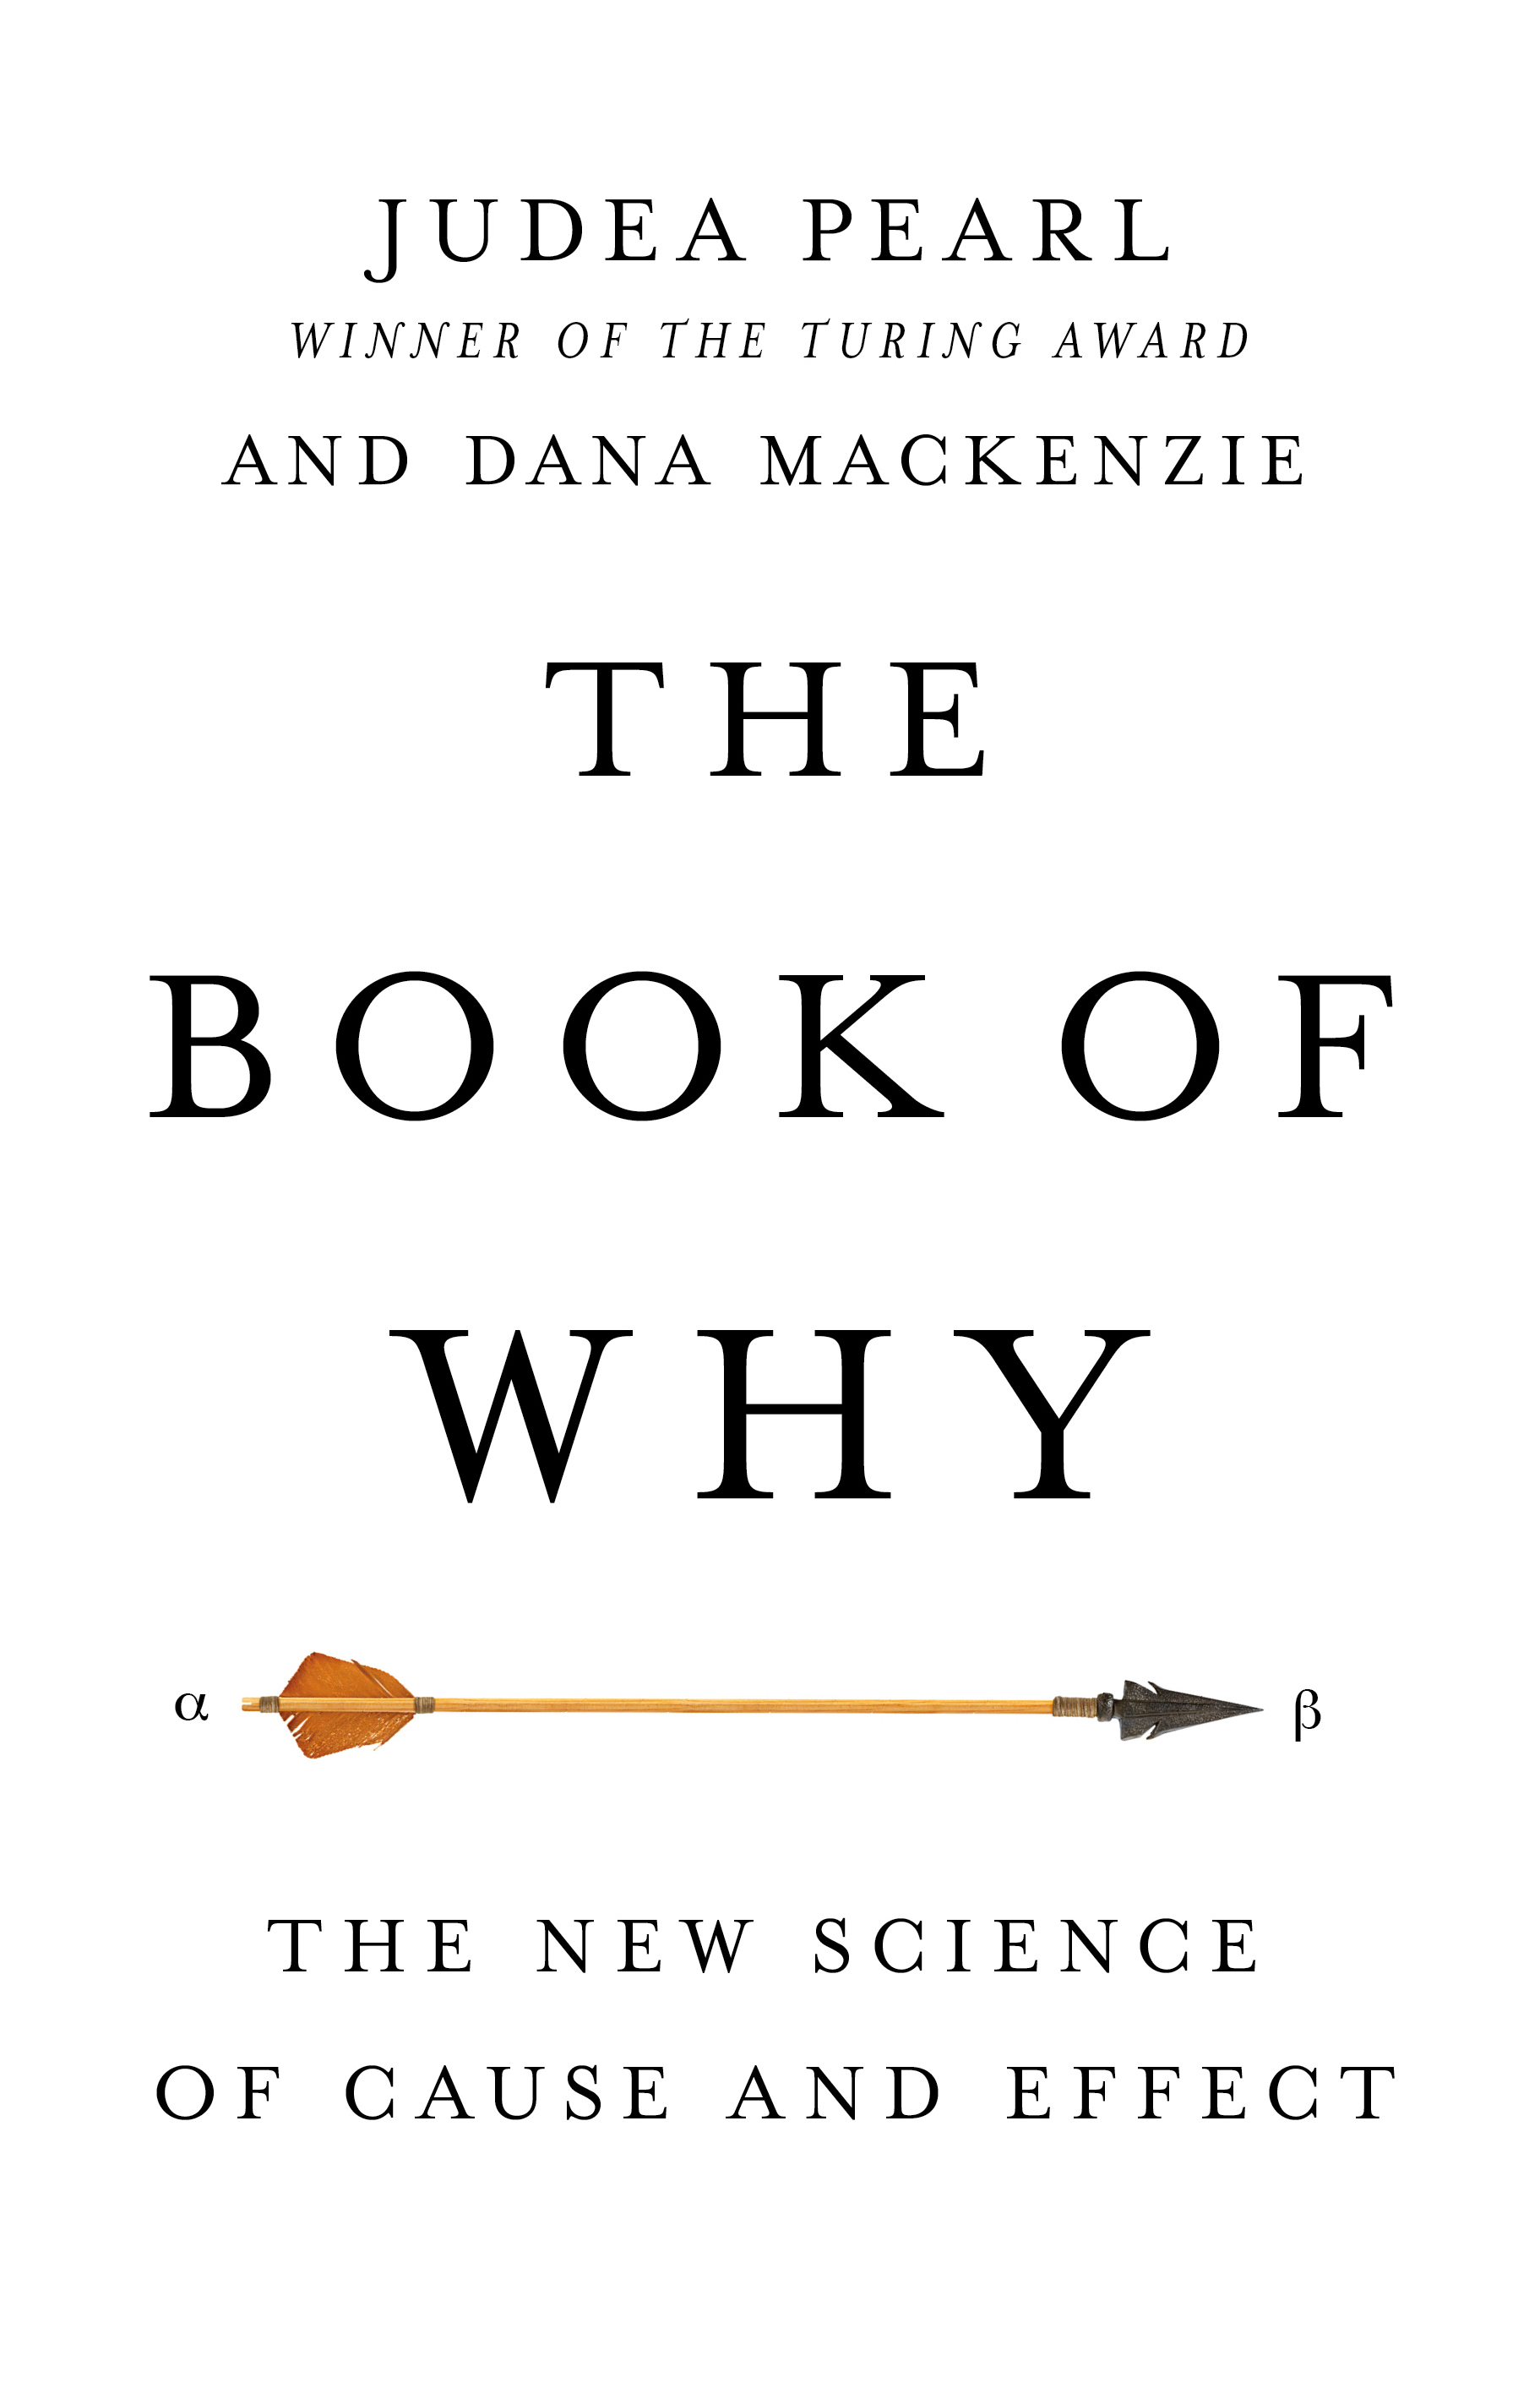 JUDEA PEARL
WINNER OF THE TURING AWARD
AND DANA MACKENZIE
THE
BOOK OF
WHY
α β
THE NEW SCIENCE
OF CAUSE AND EFFECT